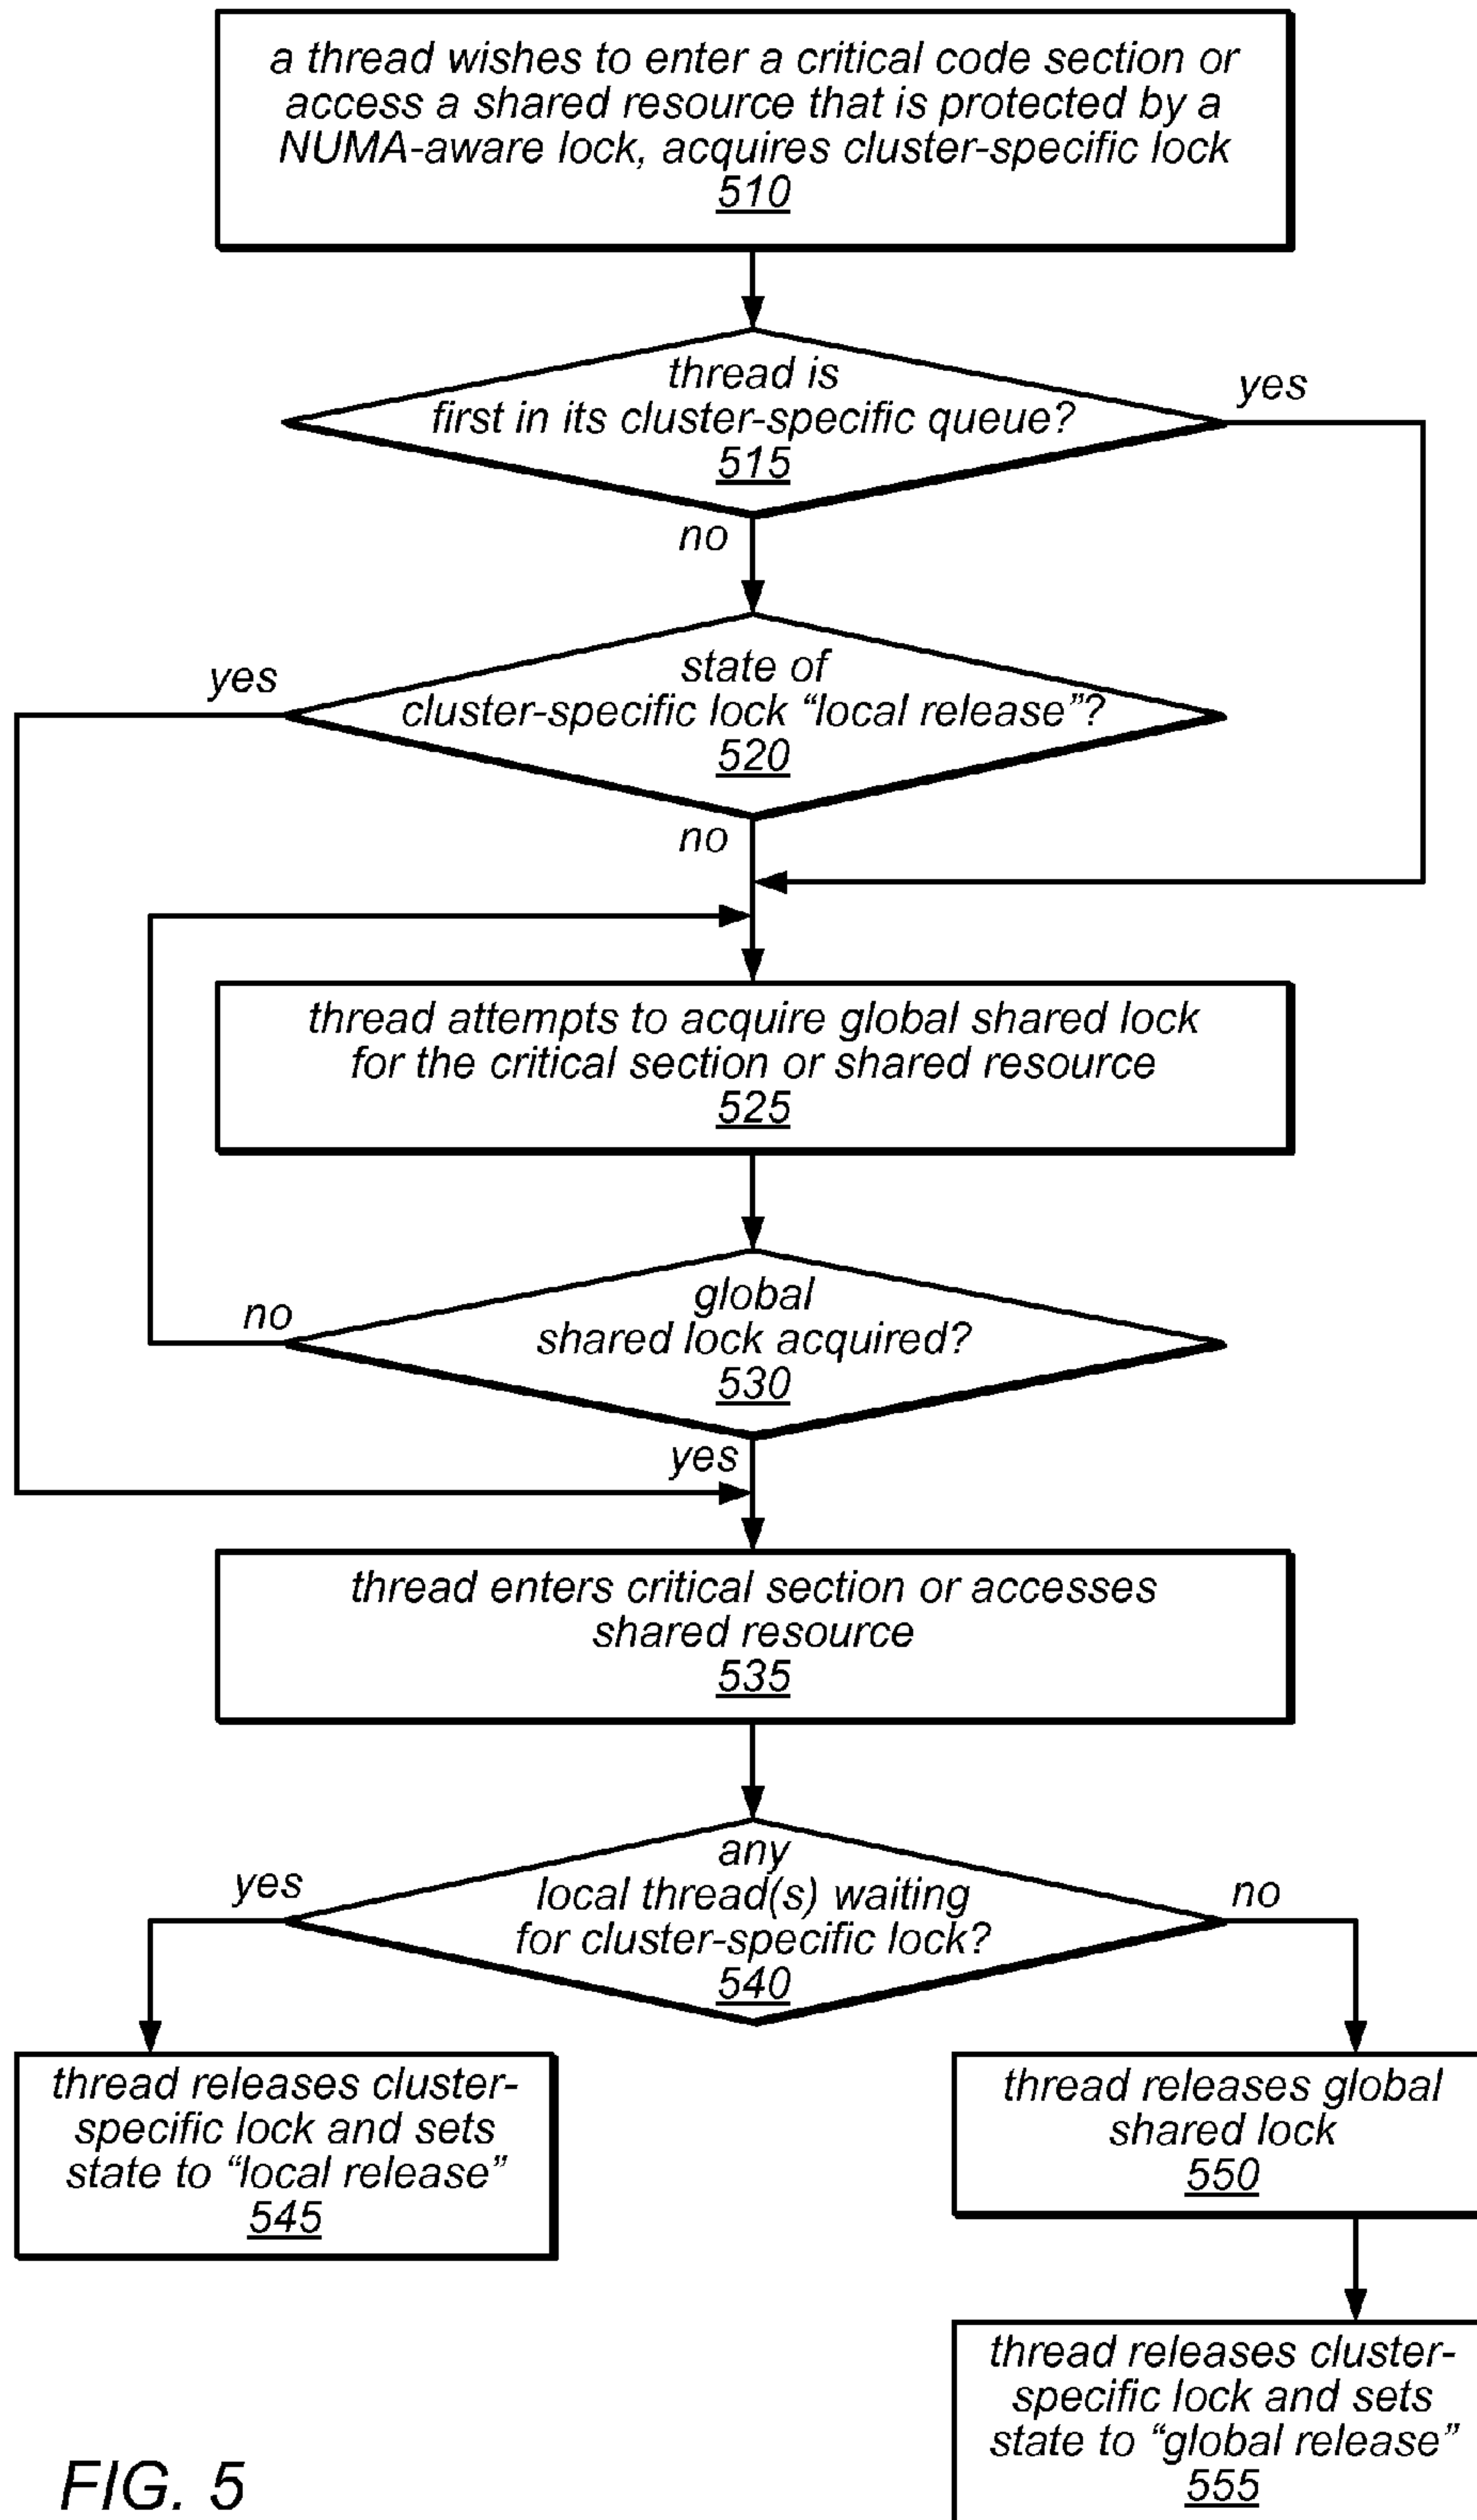 a thread wishes to enter a critical code section or
access a shared resource that is protected by a
NUMA-aware lock, acquires cluster-specific lock
510
thread is
first in its cluster-specific queue?
515
yes
no
state of
cluster-specific lock “local release”?
520
yes
no
thread attempts to acquire global shared lock
for the critical section or shared resource
525
global
shared lock acquired?
530
no
yes
thread enters critical section or accesses
shared resource
535
any
local thread(s) waiting
for cluster-specific lock?
540
yes
no
thread releases cluster-
specific lock and sets
state to “local release”
545
thread releases global
shared lock
550
thread releases cluster-
specific lock and sets
state to “global release”
555
FIG. 5